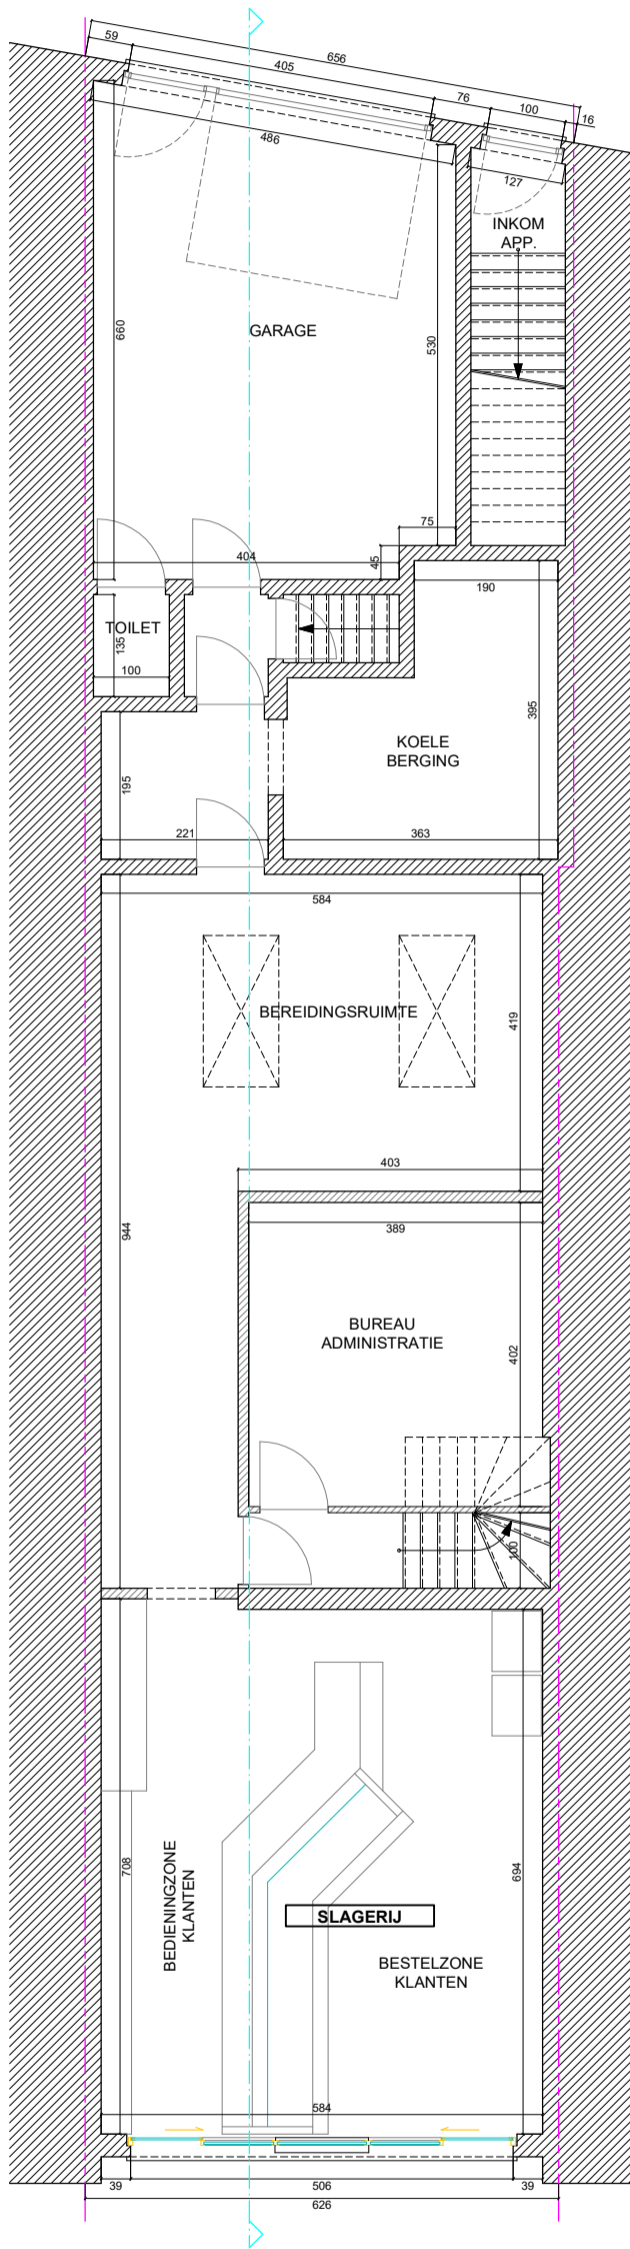 656
59
405
76
100
16
486
127
INKOM
APP.
660
GARAGE
530
75
404
45
190
TOILET
135
100
395
KOELE
BERGING
195
221
363
584
BEREIDINGSRUIMTE
419
403
944
389
BUREAU
ADMINISTRATIE
402
100
708
BEDIENINGZONE
KLANTEN
694
SLAGERIJ
BESTELZONE
KLANTEN
584
39
506
39
626